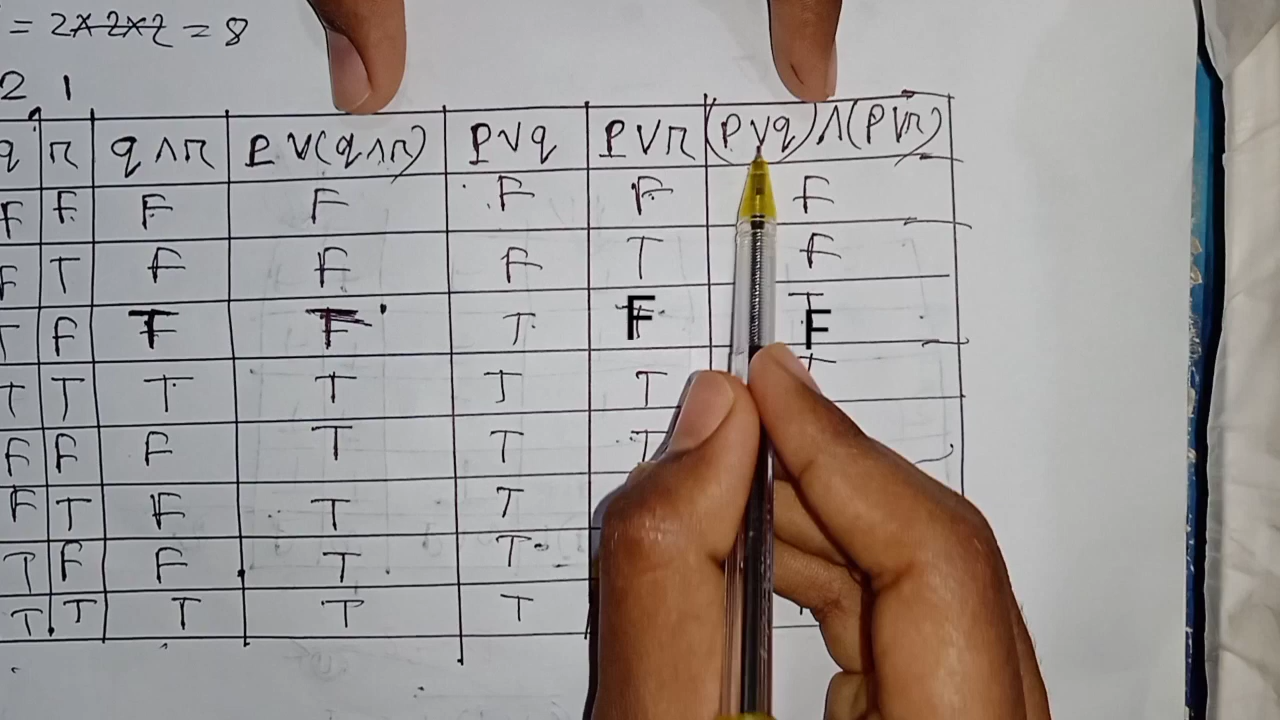 = 2×2×2 = 8
2 1
q r q∧r p∨(q∧r) p∨q p∨r (p∨q)∧(p∨r)
F F F F F F F
F T F F F T F
T F F F T F F
T T T T T T T
F F F T T T
F T F T T
T F F T T
T T T T T